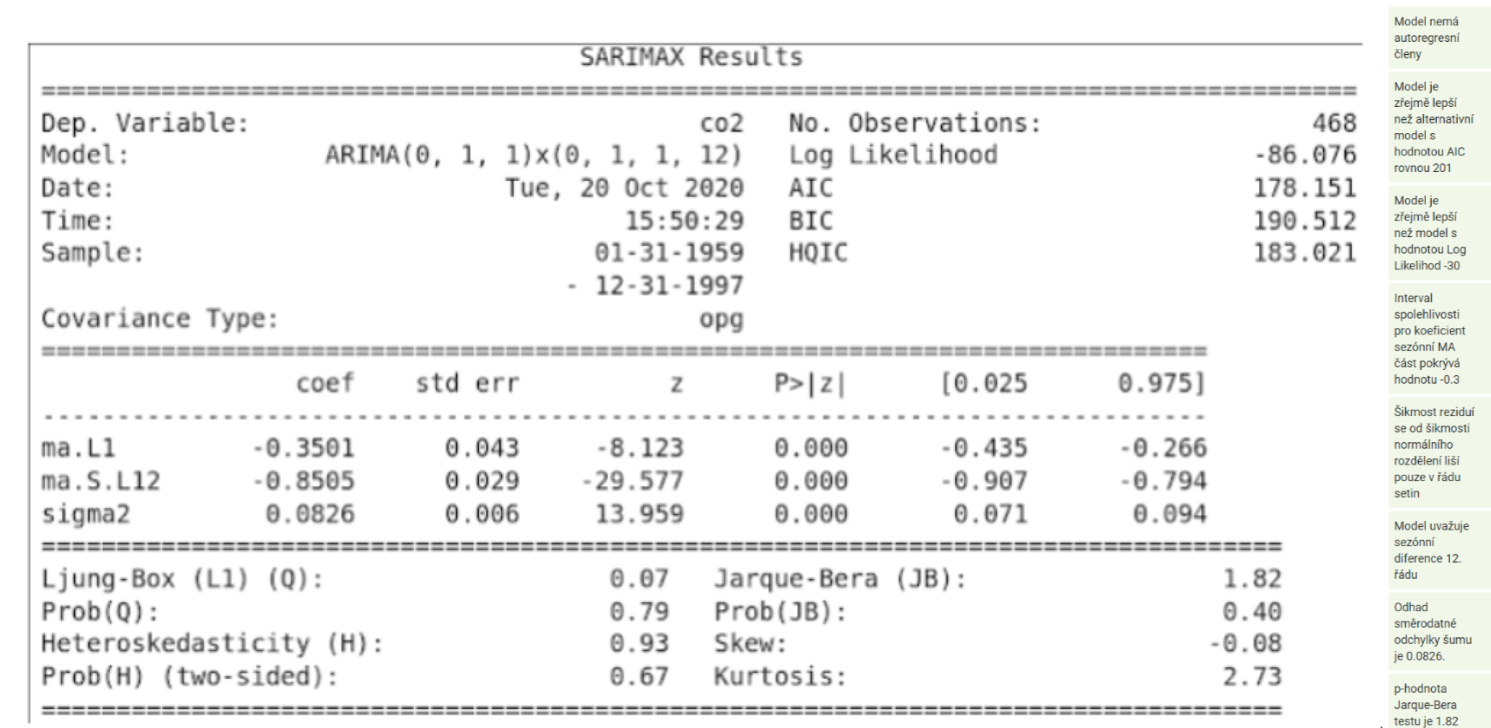 SARIMAX Results
==============================================================================
Dep. Variable: co2 No. Observations: 468
Model: ARIMA(0, 1, 1)x(0, 1, 1, 12) Log Likelihood -86.076
Date: Tue, 20 Oct 2020 AIC 178.151
Time: 15:50:29 BIC 190.512
Sample: 01-31-1959 HQIC 183.021
- 12-31-1997
Covariance Type: opg
==============================================================================
coef std err z P>|z| [0.025 0.975]
------------------------------------------------------------------------------
ma.L1 -0.3501 0.043 -8.123 0.000 -0.435 -0.266
ma.S.L12 -0.8505 0.029 -29.577 0.000 -0.907 -0.794
sigma2 0.0826 0.006 13.959 0.000 0.071 0.094
==============================================================================
Ljung-Box (L1) (Q): 0.07 Jarque-Bera (JB): 1.82
Prob(Q): 0.79 Prob(JB): 0.40
Heteroskedasticity (H): 0.93 Skew: -0.08
Prob(H) (two-sided): 0.67 Kurtosis: 2.73
==============================================================================
Model nemá
autoregresní
členy
Model je
zřejmě lepší
než alternativní
model s
hodnotou AIC
rovnou 201
Model je
zřejmě lepší
než model s
hodnotou Log
Likelihod -30
Interval
spolehlivosti
pro koeficient
sezónní MA
část pokrývá
hodnotu -0.3
Šikmost reziduí
se od šikmosti
normálního
rozdělení liší
pouze v řádu
setin
Model uvažuje
sezónní
diference 12.
řádu
Odhad
směrodatné
odchylky šumu
je 0.0826.
p-hodnota
Jarque-Bera
testu je 1.82